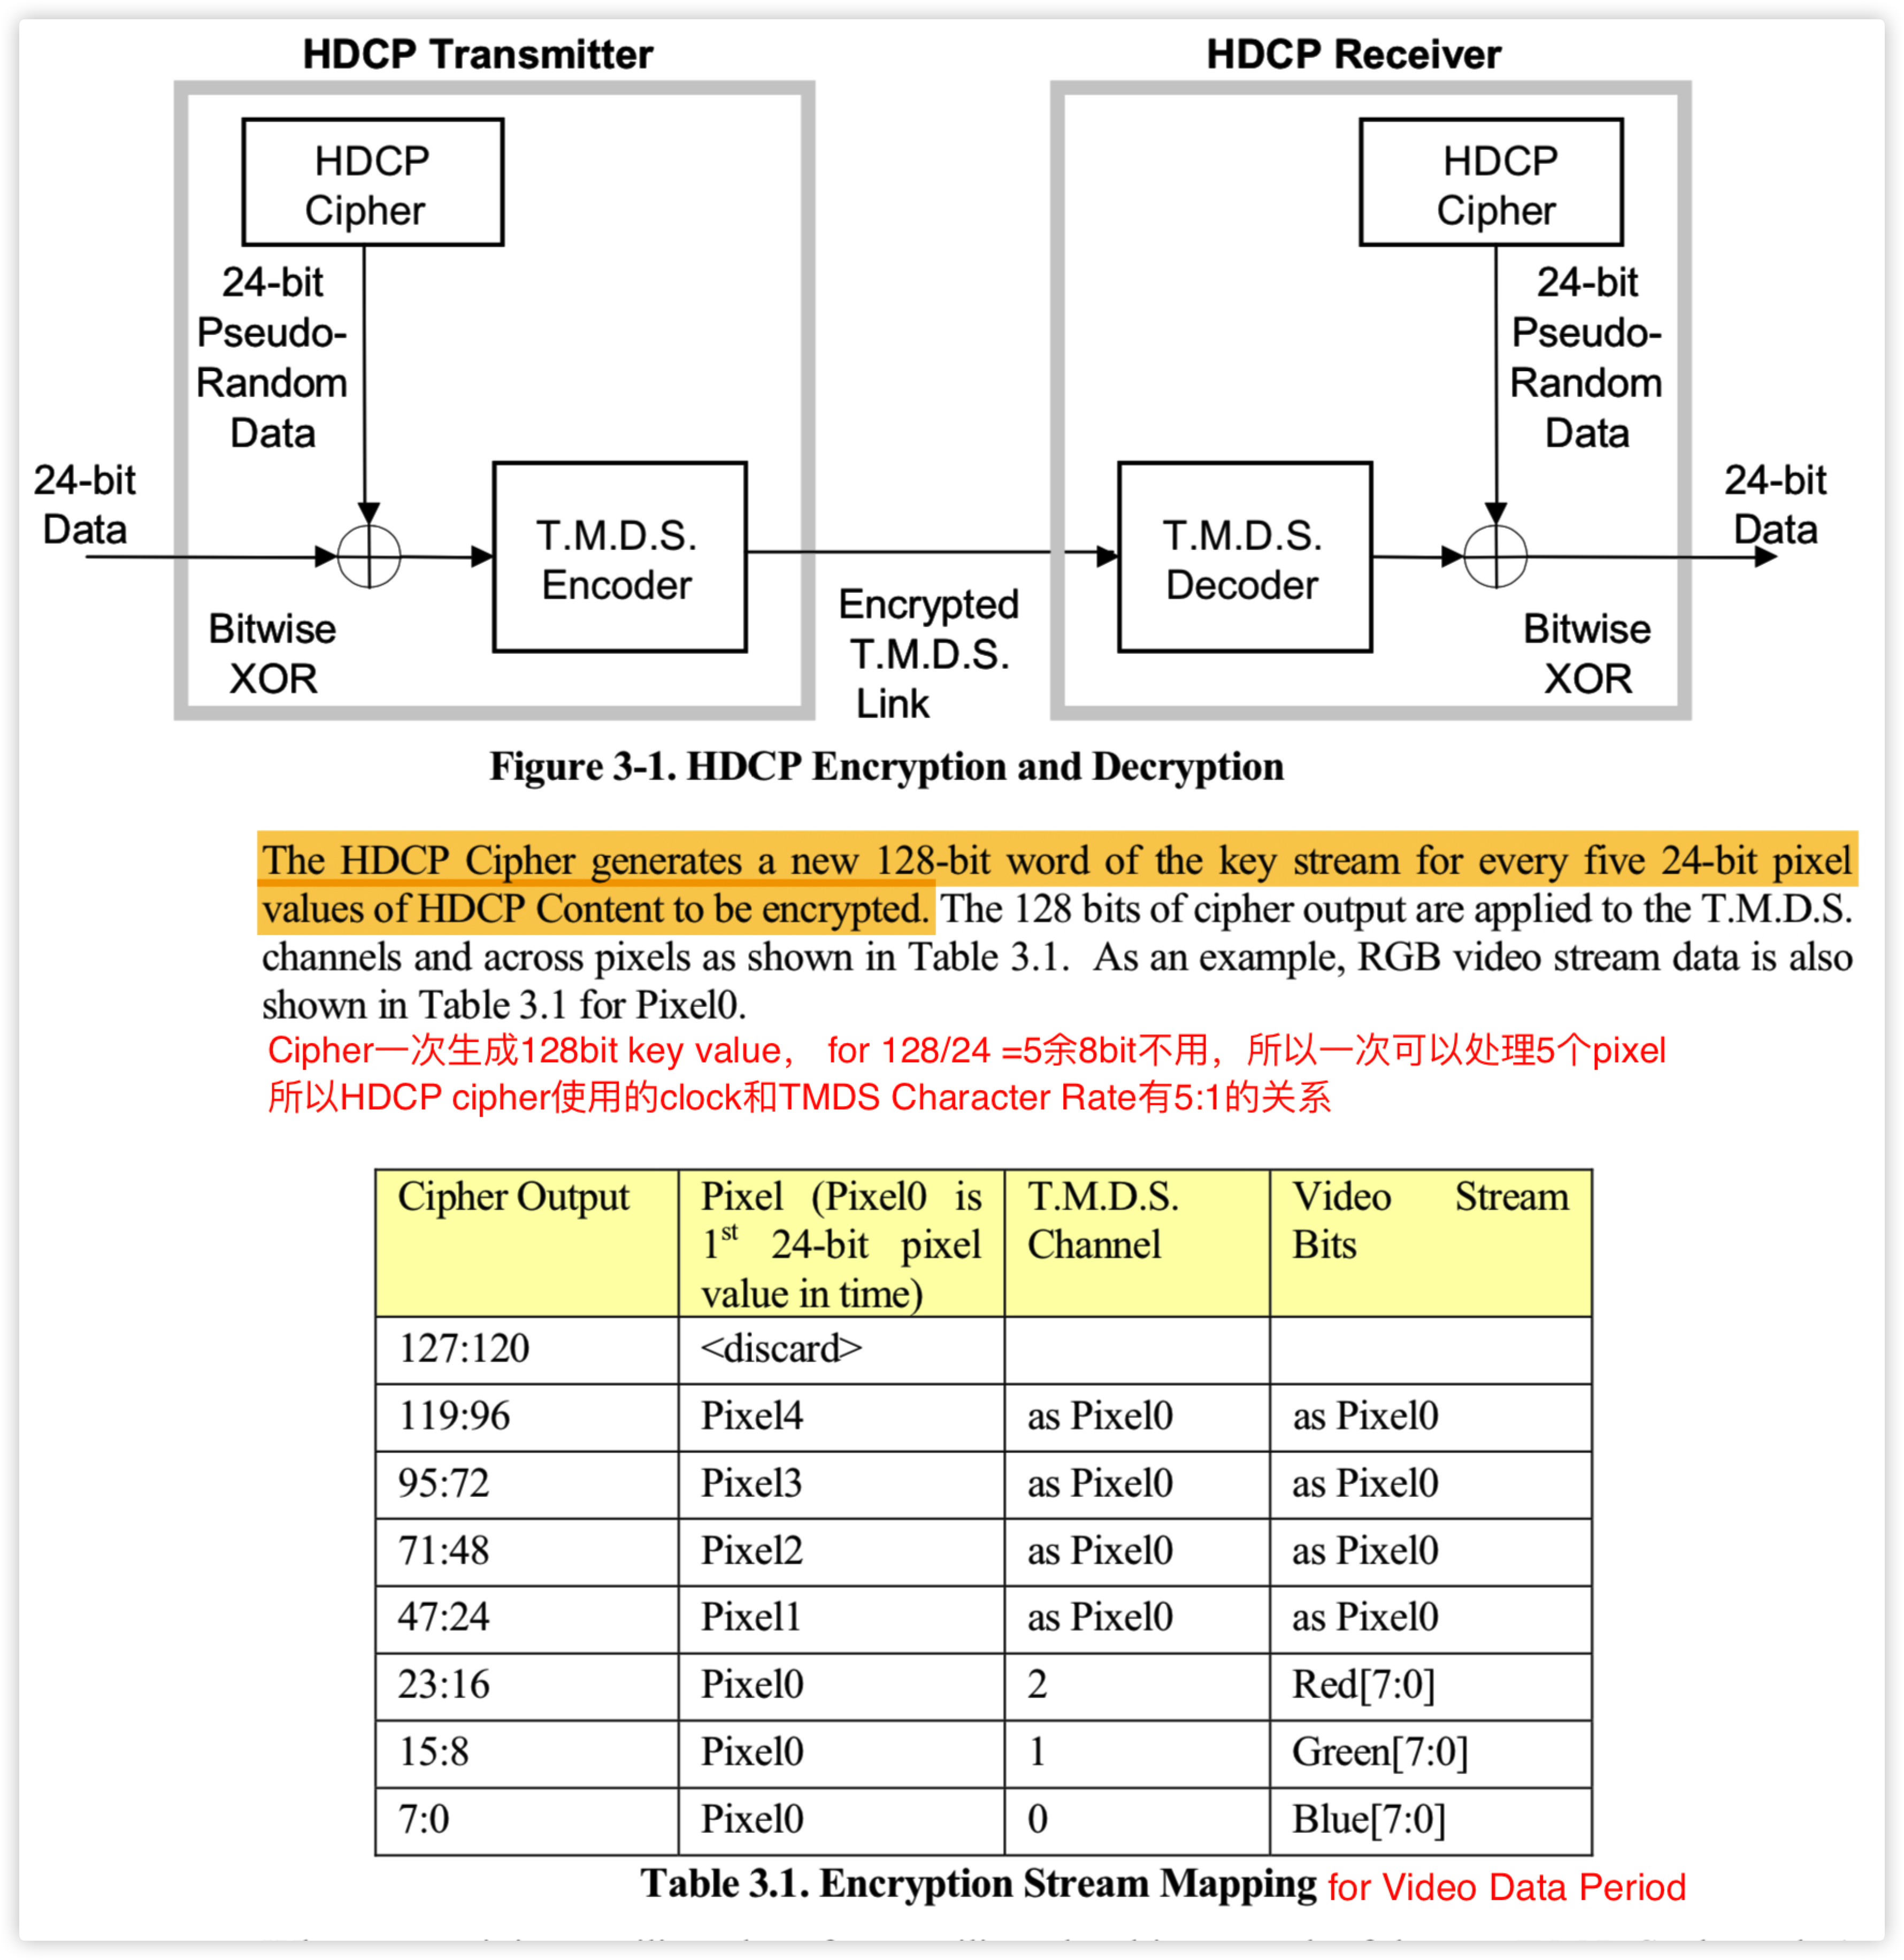 HDCP Transmitter
HDCP Receiver
HDCP
Cipher
HDCP
Cipher
24-bit
Pseudo-
Random
Data
24-bit
Pseudo-
Random
Data
24-bit
Data
T.M.D.S.
Encoder
T.M.D.S.
Decoder
24-bit
Data
Bitwise
XOR
Encrypted
T.M.D.S.
Link
Bitwise
XOR
Figure 3-1. HDCP Encryption and Decryption
The HDCP Cipher generates a new 128-bit word of the key stream for every five 24-bit pixel
values of HDCP Content to be encrypted. The 128 bits of cipher output are applied to the T.M.D.S.
channels and across pixels as shown in Table 3.1. As an example, RGB video stream data is also
shown in Table 3.1 for Pixel0.
Cipher一次生成128bit key value， for 128/24 =5余8bit不用，所以一次可以处理5个pixel
所以HDCP cipher使用的clock和TMDS Character Rate有5:1的关系
Cipher Output
Pixel (Pixel0 is
1st 24-bit pixel
value in time)
T.M.D.S.
Channel
Video Stream
Bits
127:120 <discard>
119:96 Pixel4 as Pixel0 as Pixel0
95:72 Pixel3 as Pixel0 as Pixel0
71:48 Pixel2 as Pixel0 as Pixel0
47:24 Pixel1 as Pixel0 as Pixel0
23:16 Pixel0 2 Red[7:0]
15:8 Pixel0 1 Green[7:0]
7:0 Pixel0 0 Blue[7:0]
Table 3.1. Encryption Stream Mapping for Video Data Period